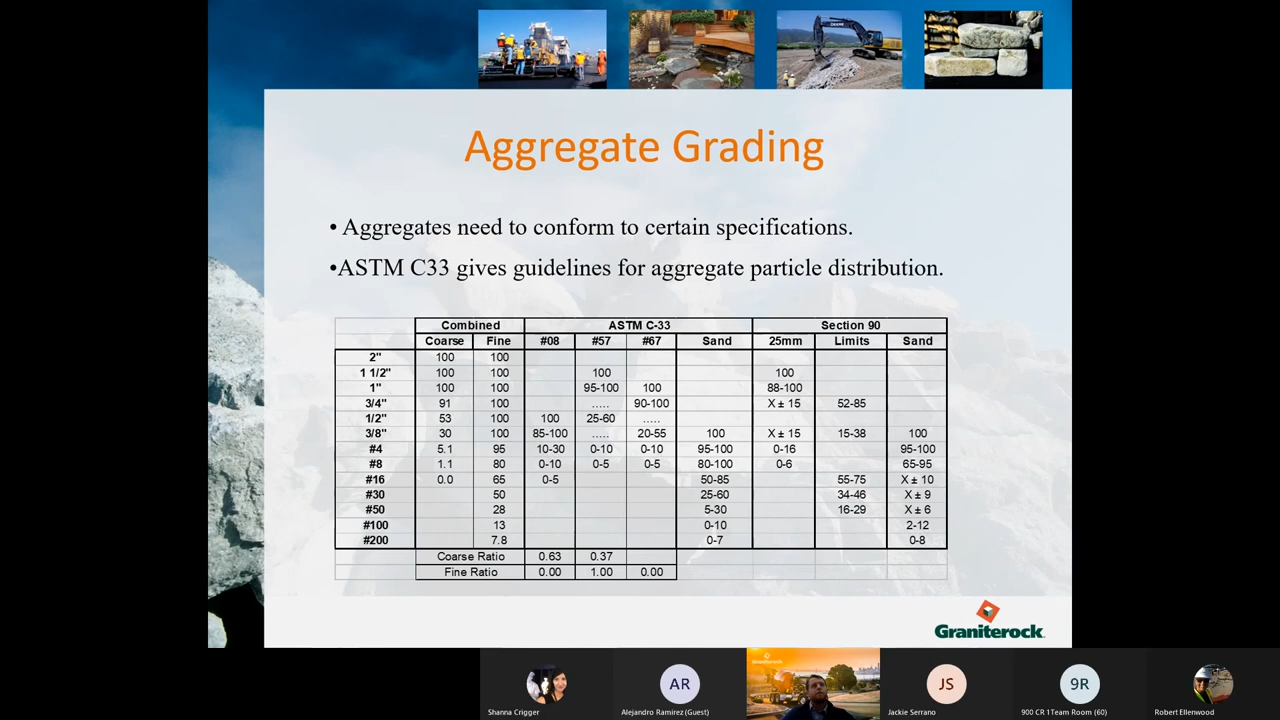 Aggregate Grading
• Aggregates need to conform to certain specifications.
•ASTM C33 gives guidelines for aggregate particle distribution.
Combined ASTM C-33 Section 90
Coarse Fine #08 #57 #67 Sand 25mm Limits Sand
2" 100 100
1 1/2" 100 100 100 100
1" 100 100 95-100 100 88-100
3/4" 91 100 ..... 90-100 X ± 15 52-85
1/2" 53 100 100 25-60 .....
3/8" 30 100 85-100 ..... 20-55 100 X ± 15 15-38 100
#4 5.1 95 10-30 0-10 0-10 95-100 0-16 95-100
#8 1.1 80 0-10 0-5 0-5 80-100 0-6 65-95
#16 0.0 65 0-5 50-85 55-75 X ± 10
#30 50 25-60 34-46 X ± 9
#50 28 5-30 16-29 X ± 6
#100 13 0-10 2-12
#200 7.8 0-7 0-8
Coarse Ratio 0.63 0.37
Fine Ratio 0.00 1.00 0.00
Graniterock
Graniterock
AR JS 9R
Shanna Crigger Alejandro Ramirez (Guest) Jackie Serrano 900 CR 1Team Room (60) Robert Ellenwood